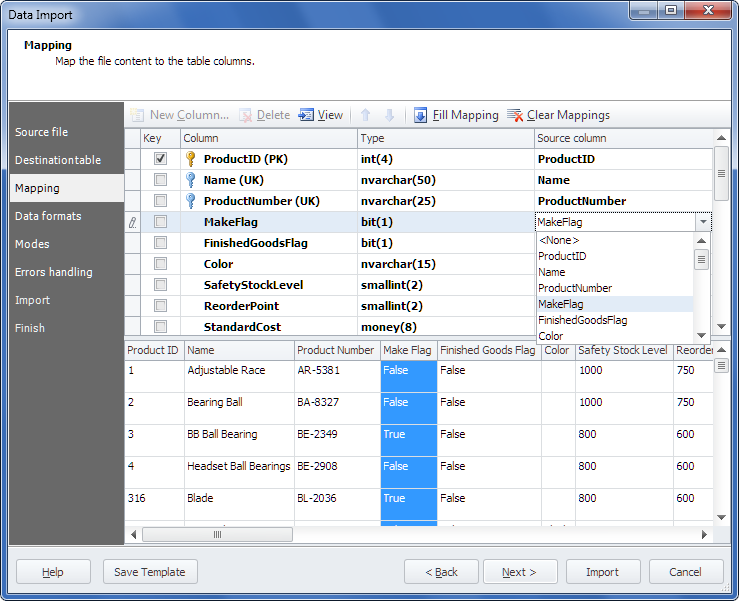 Data Import
Mapping
Map the file content to the table columns.
Source file
Destinationtable
Mapping
Data formats
Modes
Errors handling
Import
Finish
New Column... Delete View Fill Mapping Clear Mappings
Key Column Type Source column
ProductID (PK) int(4) ProductID
Name (UK) nvarchar(50) Name
ProductNumber (UK) nvarchar(25) ProductNumber
MakeFlag bit(1) MakeFlag
FinishedGoodsFlag bit(1)
Color nvarchar(15)
SafetyStockLevel smallint(2)
ReorderPoint smallint(2)
StandardCost money(8)
<None>
ProductID
Name
ProductNumber
MakeFlag
FinishedGoodsFlag
Color
Product ID Name Product Number Make Flag Finished Goods Flag Color Safety Stock Level Reorder
1 Adjustable Race AR-5381 False False 1000 750
2 Bearing Ball BA-8327 False False 1000 750
3 BB Ball Bearing BE-2349 True False 800 600
4 Headset Ball Bearings BE-2908 False False 800 600
316 Blade BL-2036 True False 800 600
Help Save Template < Back Next > Import Cancel